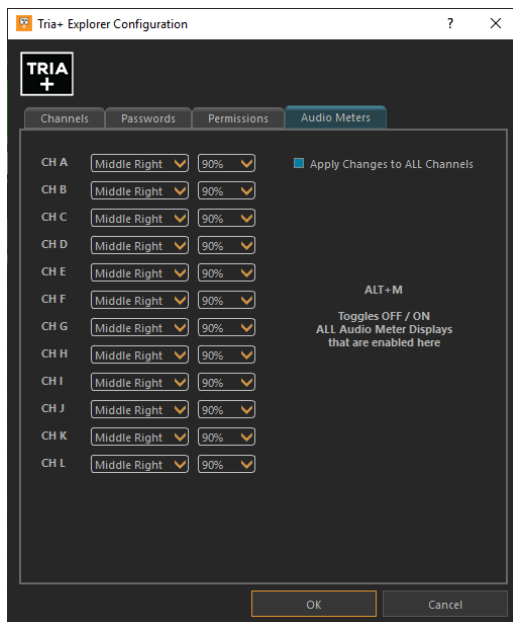 Tria+ Explorer Configuration ? ×
TRIA
+
Channels Passwords Permissions Audio Meters
CH A Middle Right 90% Apply Changes to ALL Channels
CH B Middle Right 90%
CH C Middle Right 90%
CH D Middle Right 90%
CH E Middle Right 90%
CH F Middle Right 90%
CH G Middle Right 90%
CH H Middle Right 90%
CH I Middle Right 90%
CH J Middle Right 90%
CH K Middle Right 90%
CH L Middle Right 90%
ALT+M
Toggles OFF / ON
ALL Audio Meter Displays
that are enabled here
OK Cancel